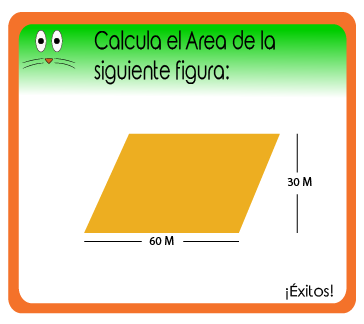 Calcula el Area de la
siguiente figura:
30 M
60 M
¡Éxitos!